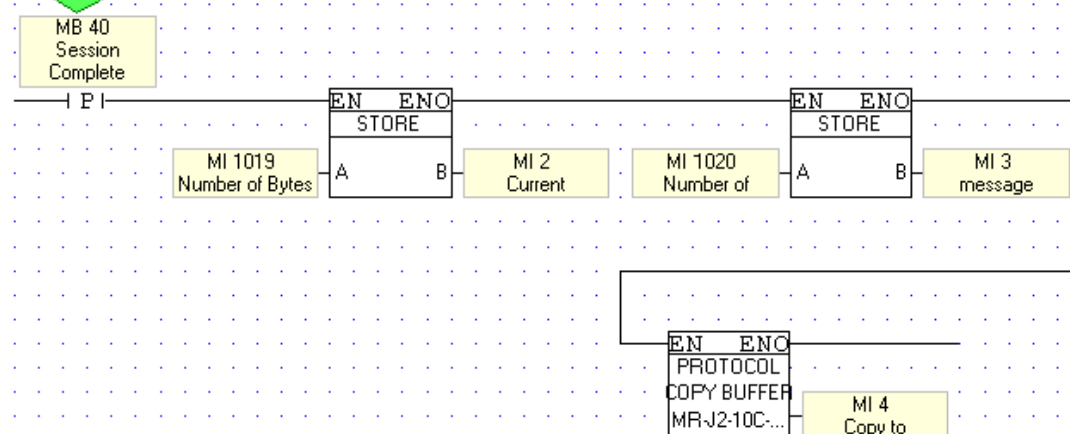 MB 40
Session
Complete
P
EN ENO
STORE
MI 1019
Number of Bytes
A
B
MI 2
Current
EN ENO
STORE
MI 1020
Number of
A
B
MI 3
message
EN ENO
PROTOCOL
COPY BUFFER
MR-J2-10C-...
MI 4
Copy to